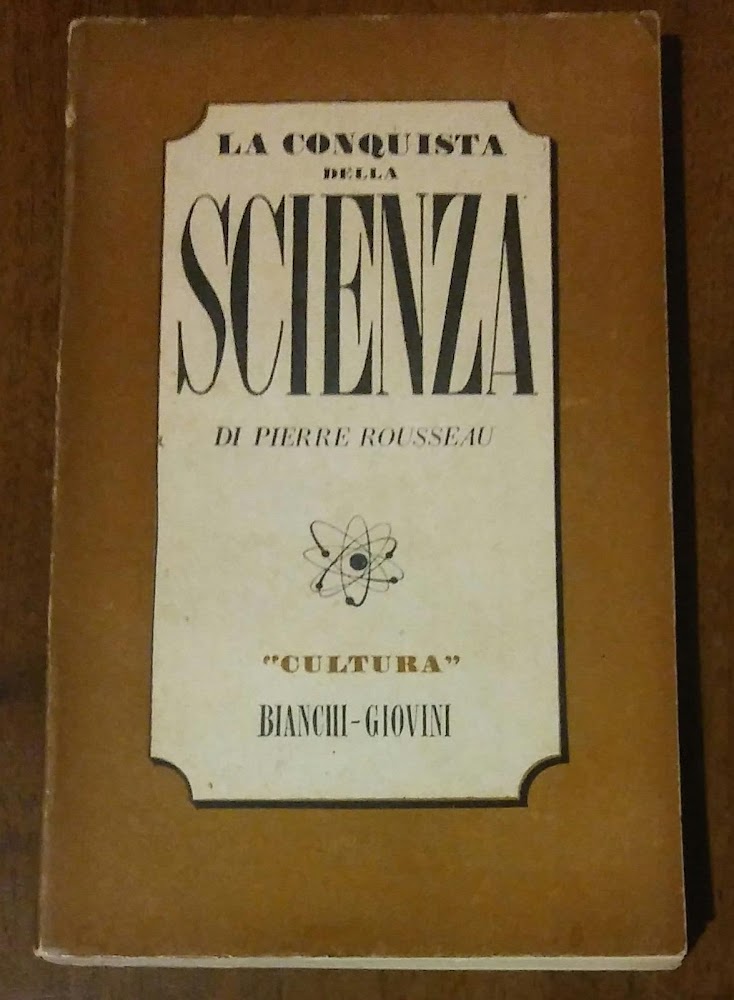 LA CONQUISTA
DELLA
SCIENZA
DI PIERRE ROUSSEAU
"CULTURA"
BIANCHI-GIOVINI